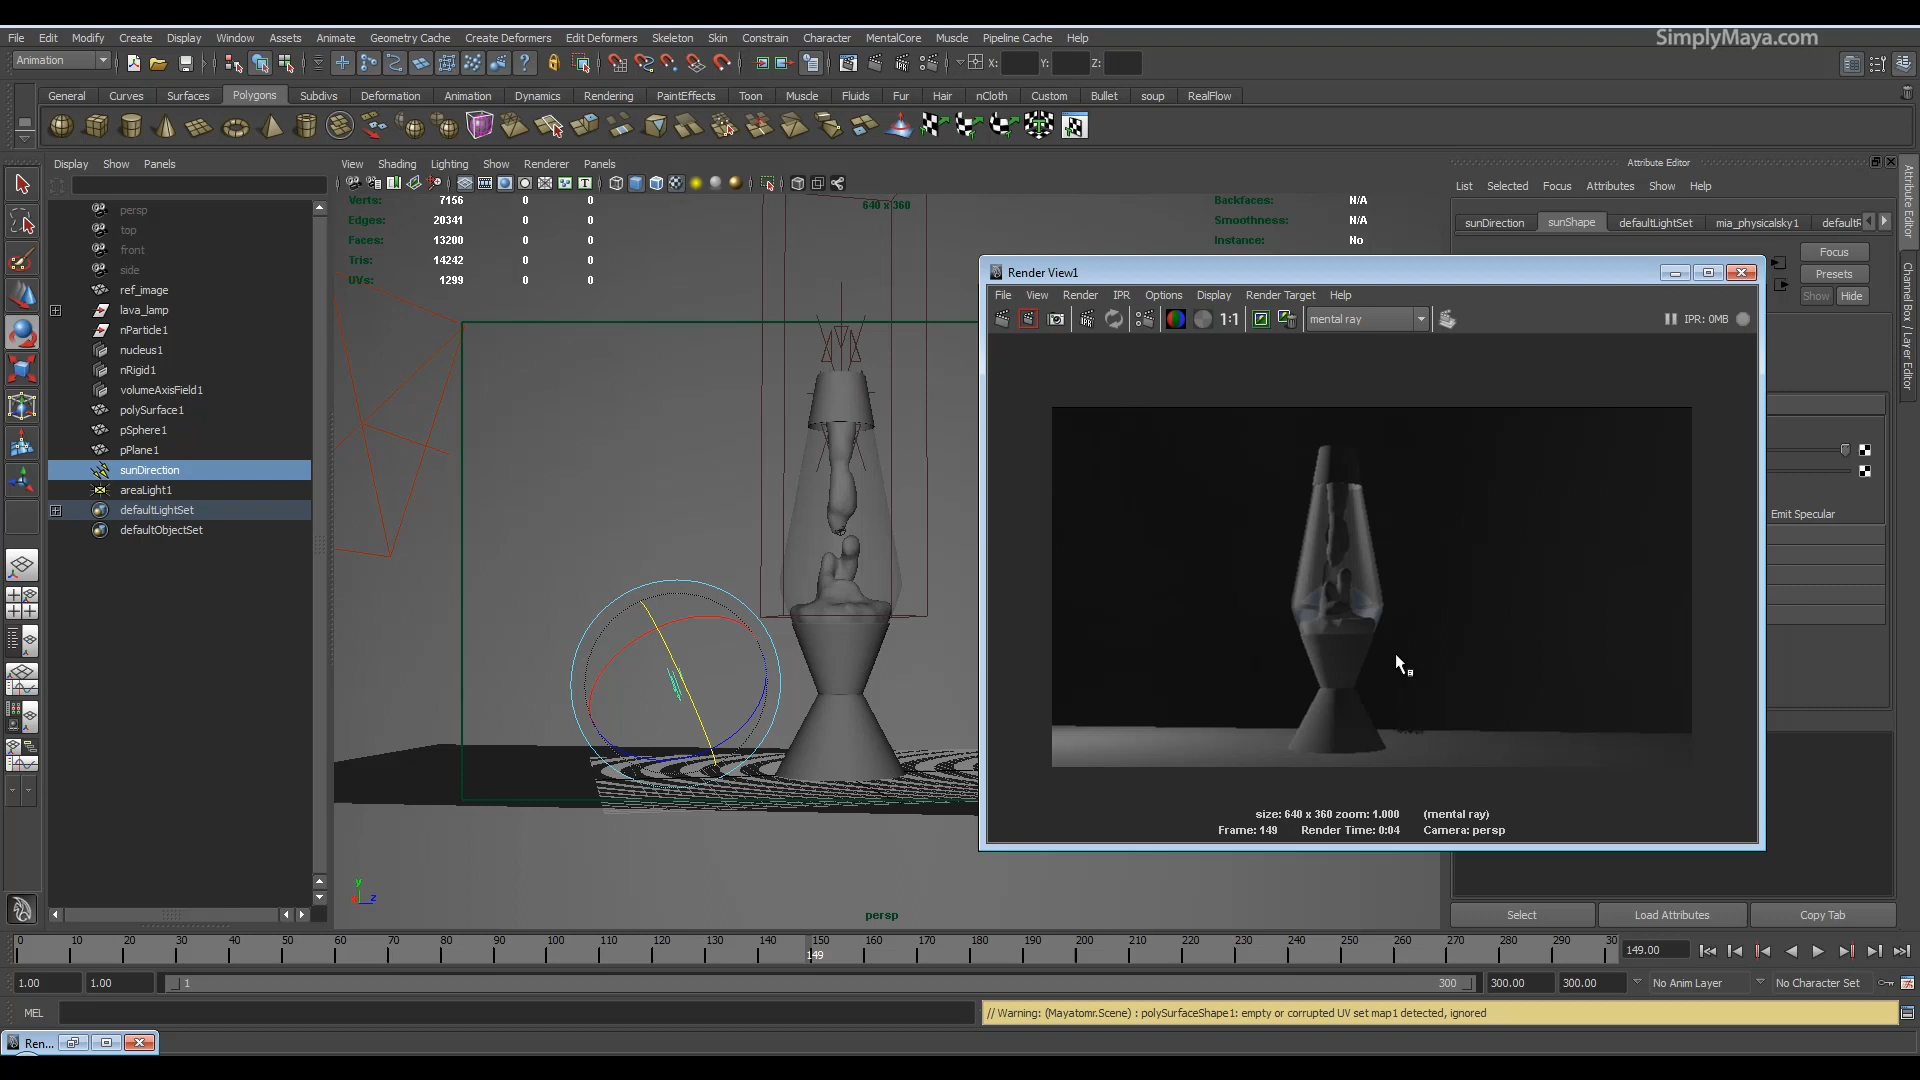 File Edit Modify Create Display Window Assets Animate Geometry Cache Create Deformers Edit Deformers Skeleton Skin Constrain Character MentalCore Muscle Pipeline Cache Help
SimplyMaya.com
Animation X: Y: Z:
General Curves Surfaces Polygons Subdivs Deformation Animation Dynamics Rendering PaintEffects Toon Muscle Fluids Fur Hair nCloth Custom Bullet soup RealFlow
Display Show Panels
View Shading Lighting Show Renderer Panels
Attribute Editor
List Selected Focus Attributes Show Help
sunDirection sunShape defaultLightSet mia_physicalsky1 defaultR
Focus
Presets
Show Hide
Attribute Editor
Channel Box / Layer Editor
persp
top
front
side
ref_image
lava_lamp
nParticle1
nucleus1
nRigid1
volumeAxisField1
polySurface1
pSphere1
pPlane1
sunDirection
areaLight1
defaultLightSet
defaultObjectSet
Verts: 7156 0 0
Edges: 20341 0 0
Faces: 13200 0 0
Tris: 14242 0 0
UVs: 1299 0 0
640 x 360
Backfaces: N/A
Smoothness: N/A
Instance: No
Render View1
File View Render IPR Options Display Render Target Help
1:1 mental ray IPR: 0MB
size: 640 x 360 zoom: 1.000 (mental ray)
Frame: 149 Render Time: 0:04 Camera: persp
Emit Specular
y
z
persp
Select Load Attributes Copy Tab
0 10 20 30 40 50 60 70 80 90 100 110 120 130 140 150 160 170 180 190 200 210 220 230 240 250 260 270 280 290 30
149
149.00
1.00 1.00 1 300 300.00 300.00 No Anim Layer No Character Set
MEL
// Warning: (Mayatomr.Scene) : polySurfaceShape1: empty or corrupted UV set map1 detected, ignored
Ren...